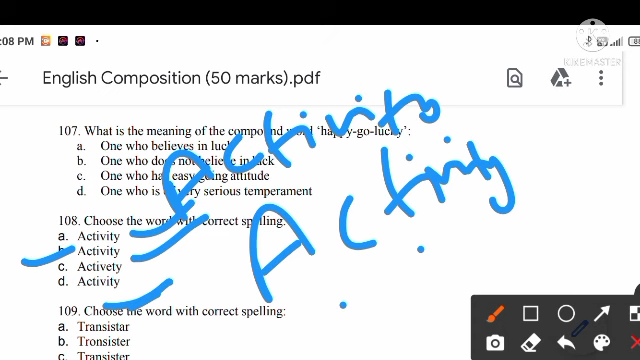 :08 PM
KINEMASTER
English Composition (50 marks).pdf
107. What is the meaning of the compound word 'happy-go-lucky':
a. One who believes in luck
b. One who does not believe in luck
c. One who has easy going attitude
d. One who is of very serious temperament
Activity
Activity
108. Choose the word with correct spelling:
a. Activity
b. Activity
c. Activety
d. Activity
109. Choose the word with correct spelling:
a. Transistar
b. Tronsister
c. Transister